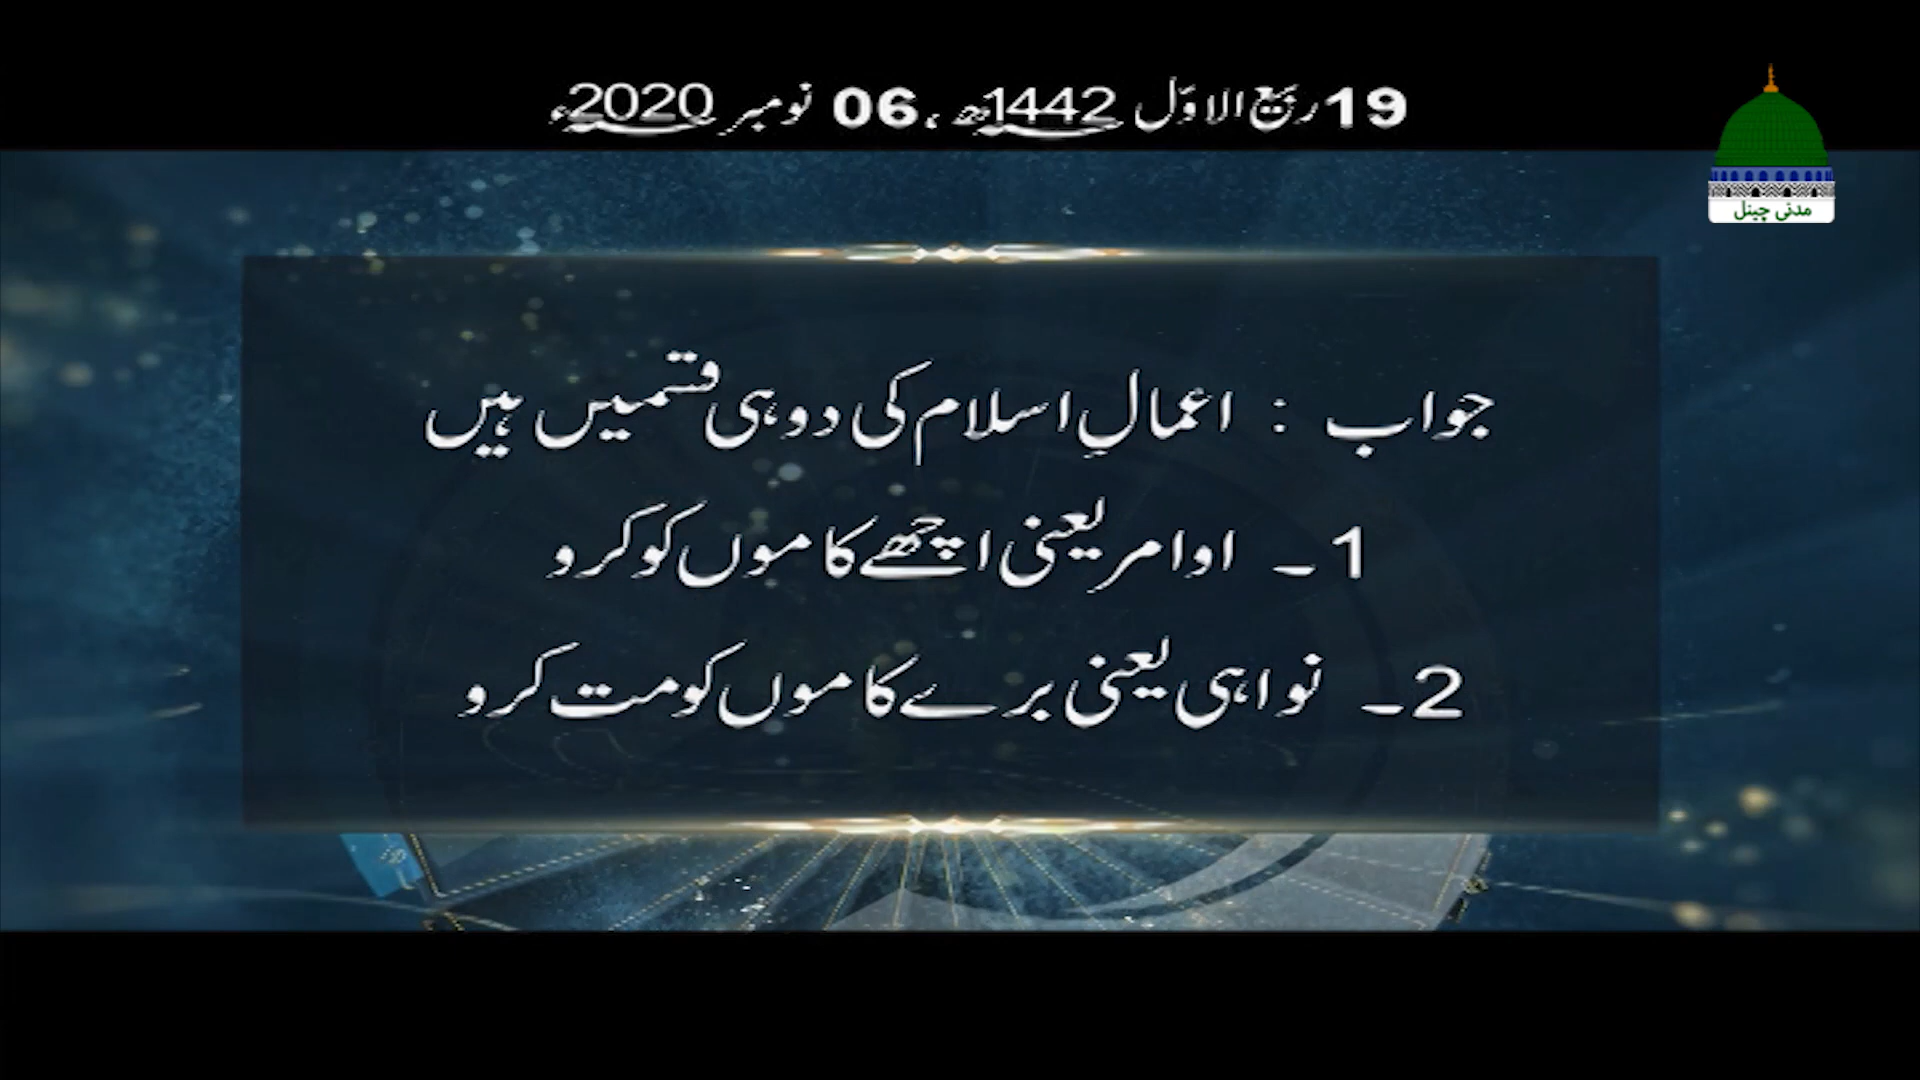 19 ربیع الاوّل 1442ھ، 06 نومبر 2020ء
مدنی چینل
جواب : اعمالِ اسلام کی دو ہی قسمیں ہیں
1۔ اوامر یعنی اچھے کاموں کو کرو
2۔ نواہی یعنی برے کاموں کو مت کرو